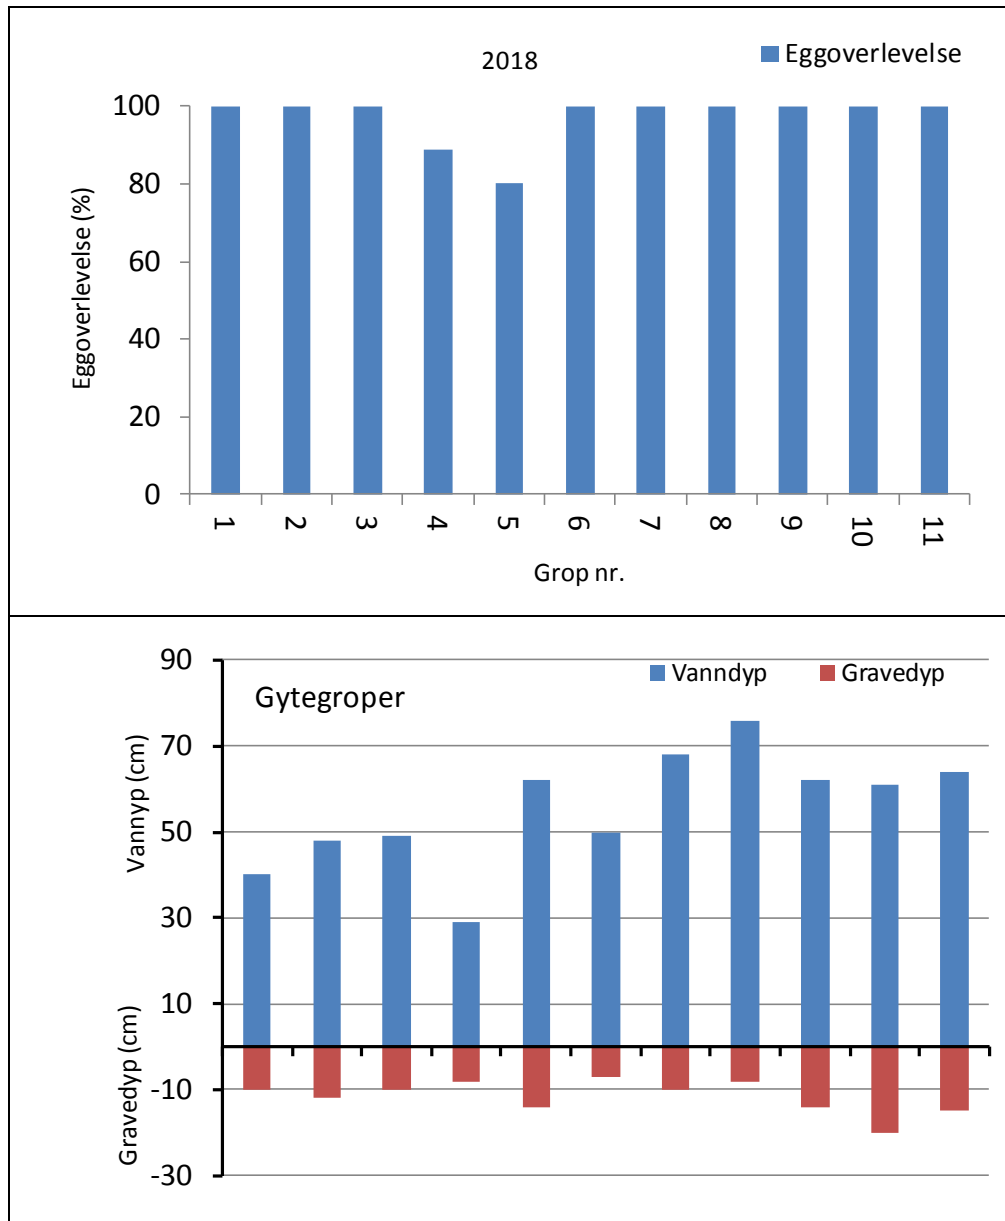 2018
Eggoverlevelse
Eggoverlevelse (%)
100
80
60
40
20
0
1 2 3 4 5 6 7 8 9 10 11
Grop nr.
Gytegroper
Vanndyp Gravedyp
Vannyp (cm)
Gravedyp (cm)
90
70
50
30
10
-10
-30